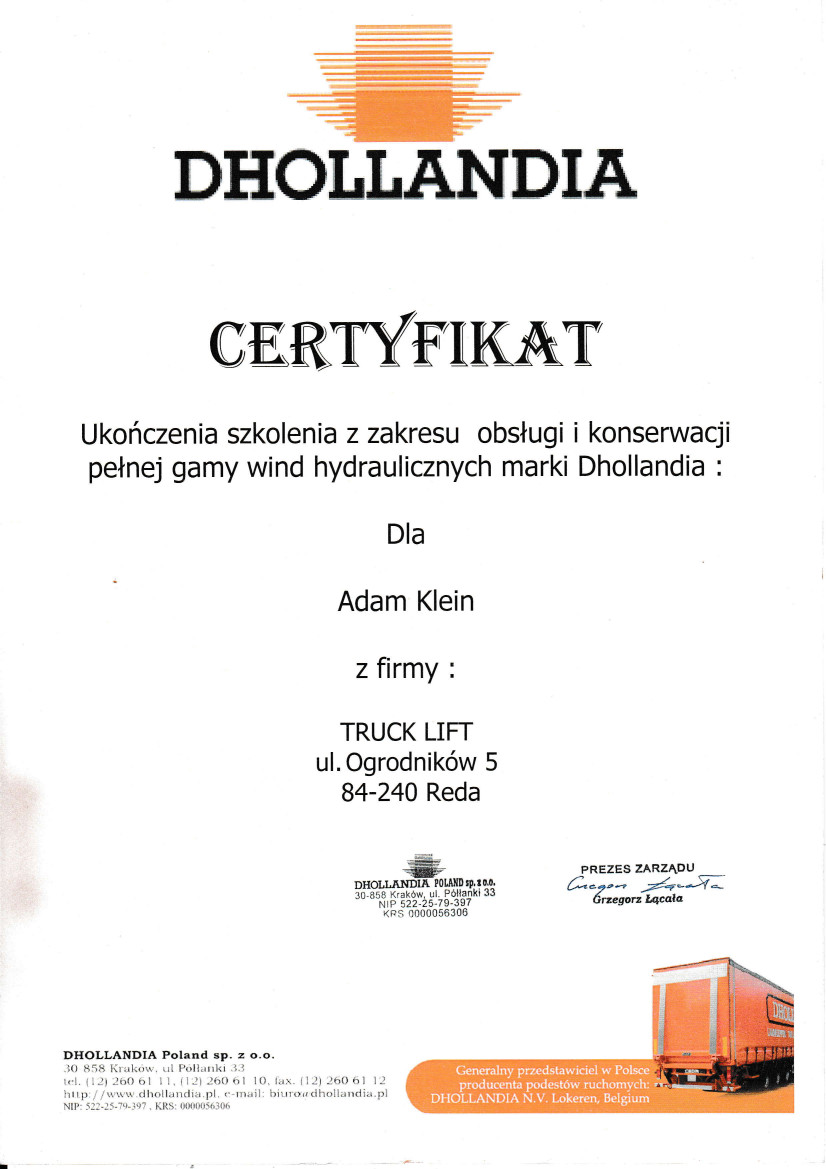 DHOLLANDIA
CERTYFIKAT
Ukończenia szkolenia z zakresu obsługi i konserwacji
pełnej gamy wind hydraulicznych marki Dhollandia :
Dla
Adam Klein
z firmy :
TRUCK LIFT
ul. Ogrodników 5
84-240 Reda
DHOLLANDIA POLAND sp. z o.o.
30-858 Kraków, ul. Półłanki 33
NIP 522-25-79-397
KRS 0000056306
PREZES ZARZĄDU
Grzegorz Łącała
Grzegorz Łącała
DHOLLANDIA Poland sp. z o.o.
30 858 Kraków, ul Półłanki 33
tel. (12) 260 61 11, (12) 260 61 10, fax. (12) 260 61 12
http://www.dhollandia.pl, e-mail: biuro@dhollandia.pl
NIP: 522-25-79-397 , KRS: 0000056306
Generalny przedstawiciel w Polsce
producenta podestów ruchomych:
DHOLLANDIA N.V. Lokeren, Belgium
DHOLL